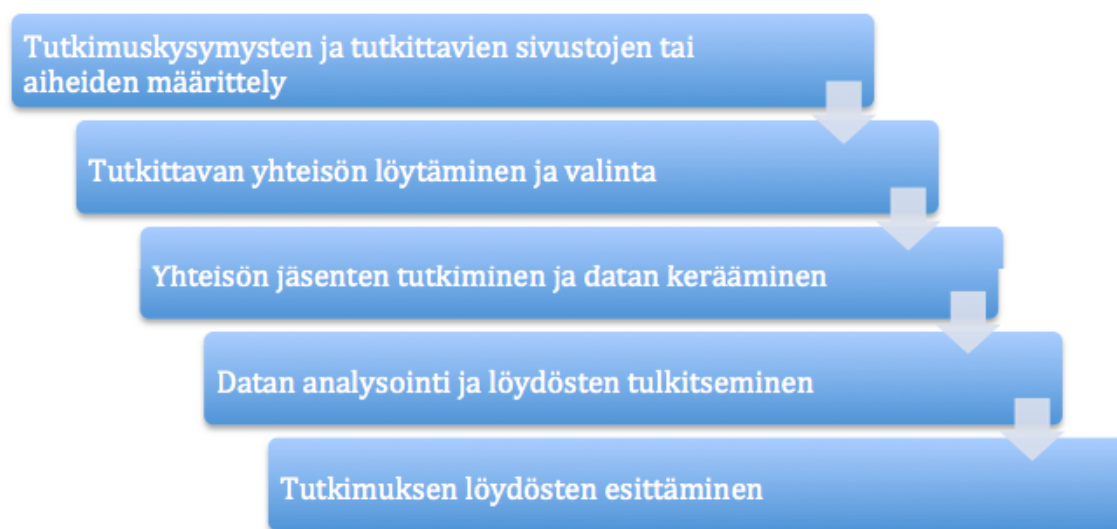 Tutkimuskysymysten ja tutkittavien sivustojen tai
aiheiden määrittely
Tutkittavan yhteisön löytäminen ja valinta
Yhteisön jäsenten tutkiminen ja datan kerääminen
Datan analysointi ja löydösten tulkitseminen
Tutkimuksen löydösten esittäminen